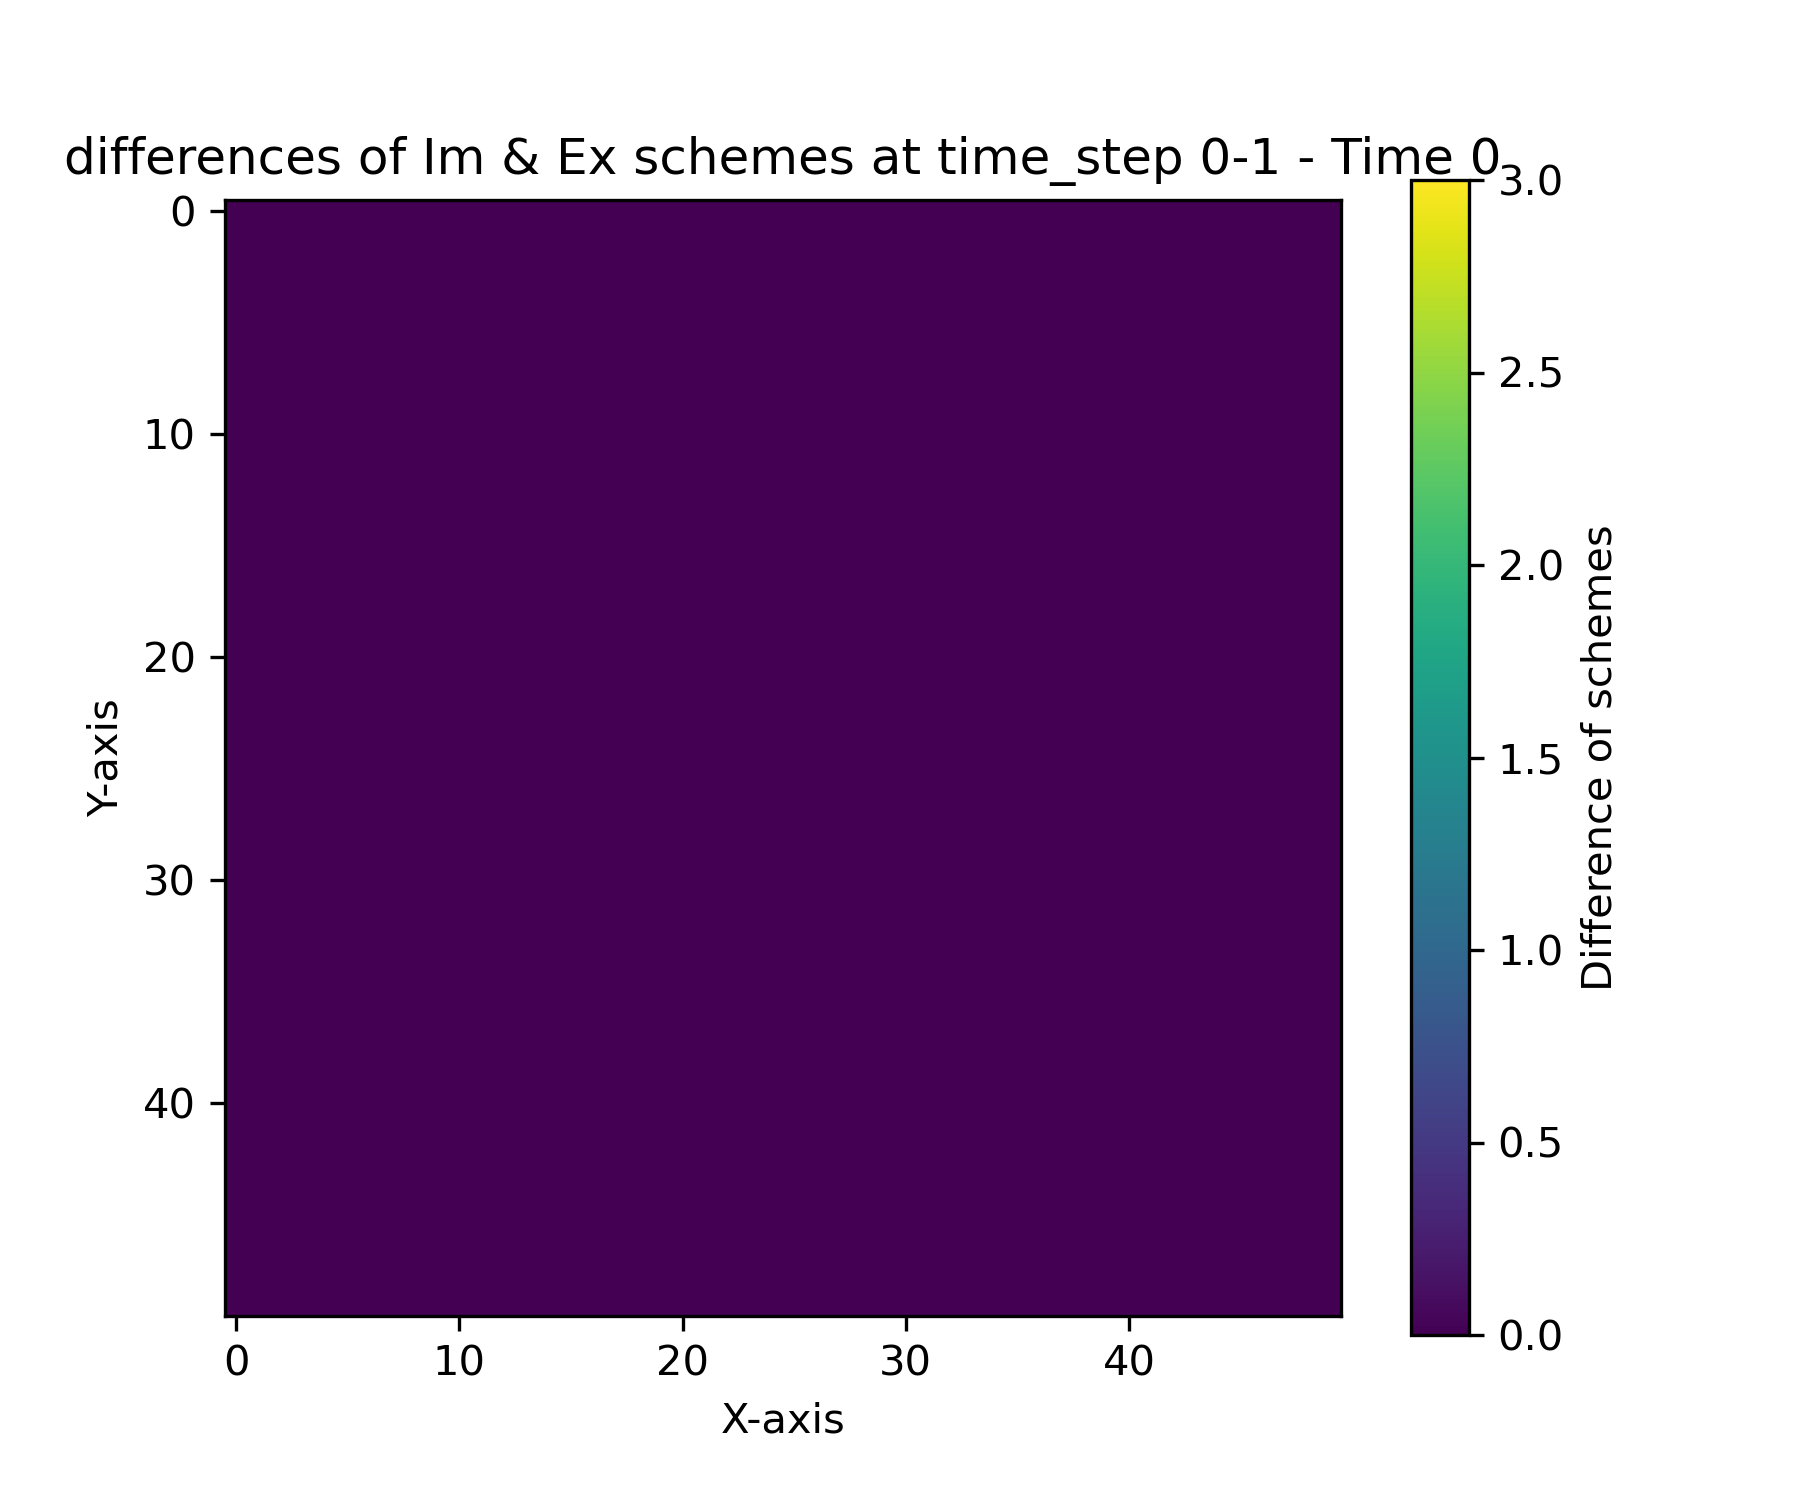 differences of Im & Ex schemes at time_step 0-1 - Time 0
0
10
20
30
40
Y-axis
0 10 20 30 40
X-axis
3.0
2.5
2.0
1.5
1.0
0.5
0.0
Difference of schemes